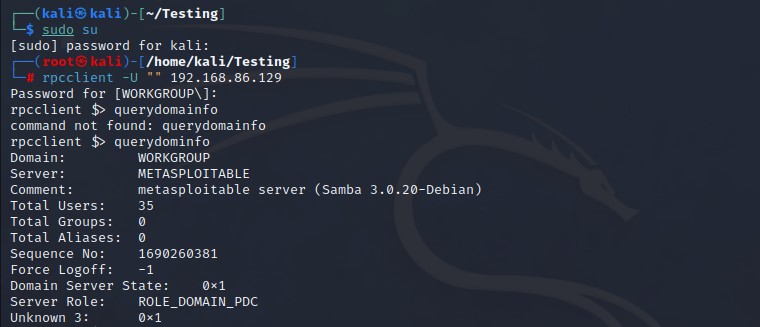 ┌──(kali㉿kali)-[~/Testing]
└─$ sudo su
[sudo] password for kali:
┌──(root㉿kali)-[/home/kali/Testing]
└─# rpcclient -U "" 192.168.86.129
Password for [WORKGROUP\]:
rpcclient $> querydomainfo
command not found: querydomainfo
rpcclient $> querydominfo
Domain:         WORKGROUP
Server:         METASPLOITABLE
Comment:        metasploitable server (Samba 3.0.20-Debian)
Total Users:    35
Total Groups:   0
Total Aliases:  0
Sequence No:    1690260381
Force Logoff:   -1
Domain Server State:    0×1
Server Role:    ROLE_DOMAIN_PDC
Unknown 3:      0×1